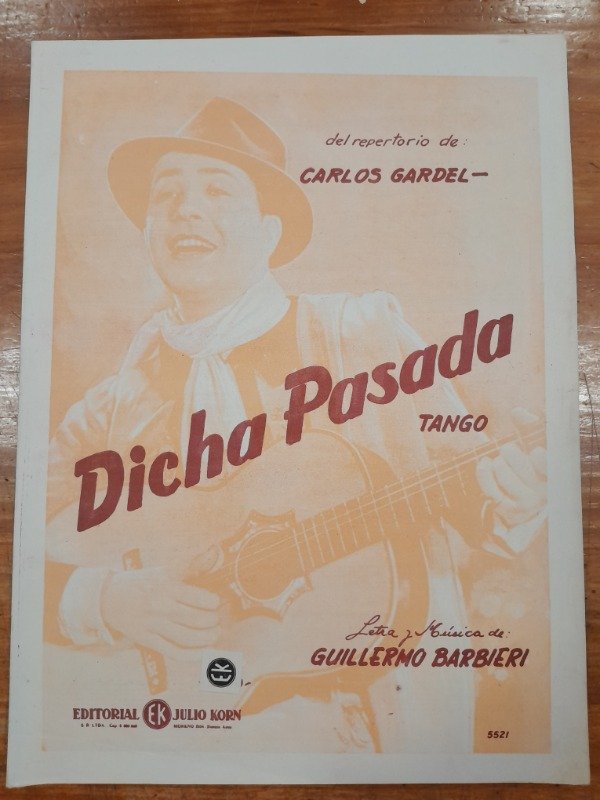 del repertorio de:
CARLOS GARDEL—
Dicha Pasada
TANGO
Letra y Música de:
GUILLERMO BARBIERI
EK
EDITORIAL EK JULIO KORN
5521